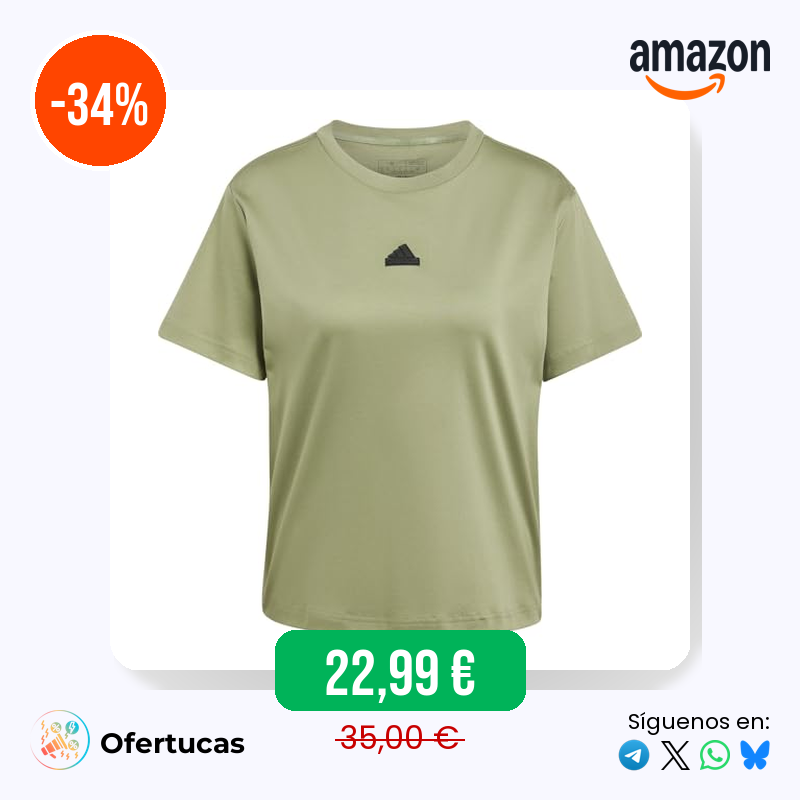 -34%
amazon
22,99 €
35,00 €
Ofertucas
Síguenos en: